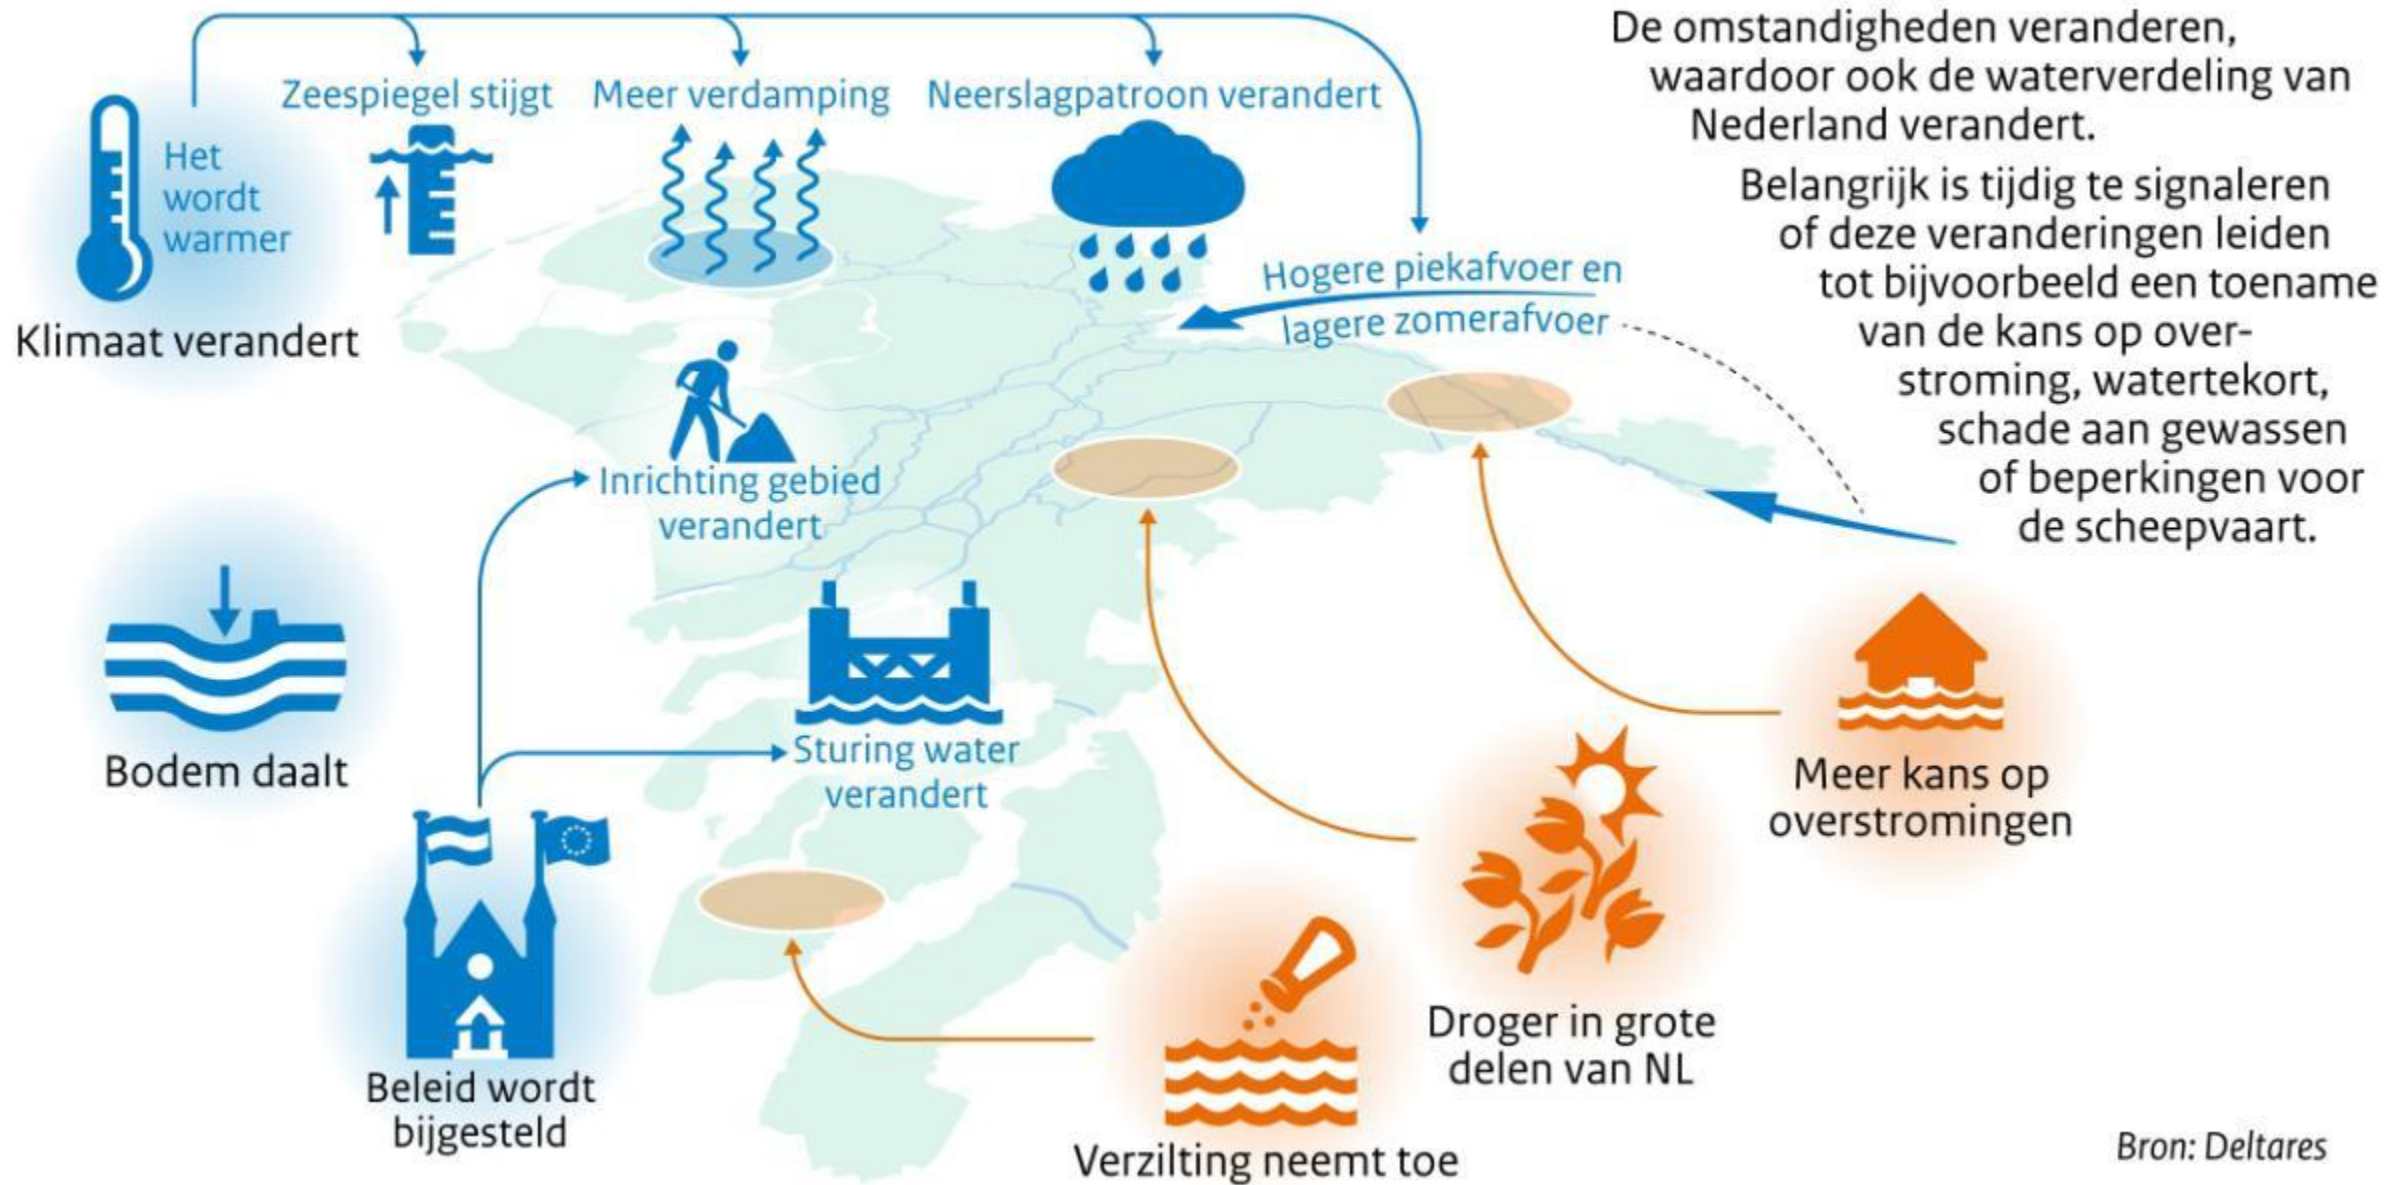 De omstandigheden veranderen,
waardoor ook de waterverdeling van
Nederland verandert.
Belangrijk is tijdig te signaleren
of deze veranderingen leiden
tot bijvoorbeeld een toename
van de kans op over-
stroming, watertekort,
schade aan gewassen
of beperkingen voor
de scheepvaart.
Zeespiegel stijgt
Meer verdamping
Neerslagpatroon verandert
Het
wordt
warmer
Klimaat verandert
Hogere piekafvoer en
lagere zomerafvoer
Inrichting gebied
verandert
Bodem daalt
Sturing water
verandert
Beleid wordt
bijgesteld
Meer kans op
overstromingen
Droger in grote
delen van NL
Verzilting neemt toe
Bron: Deltares